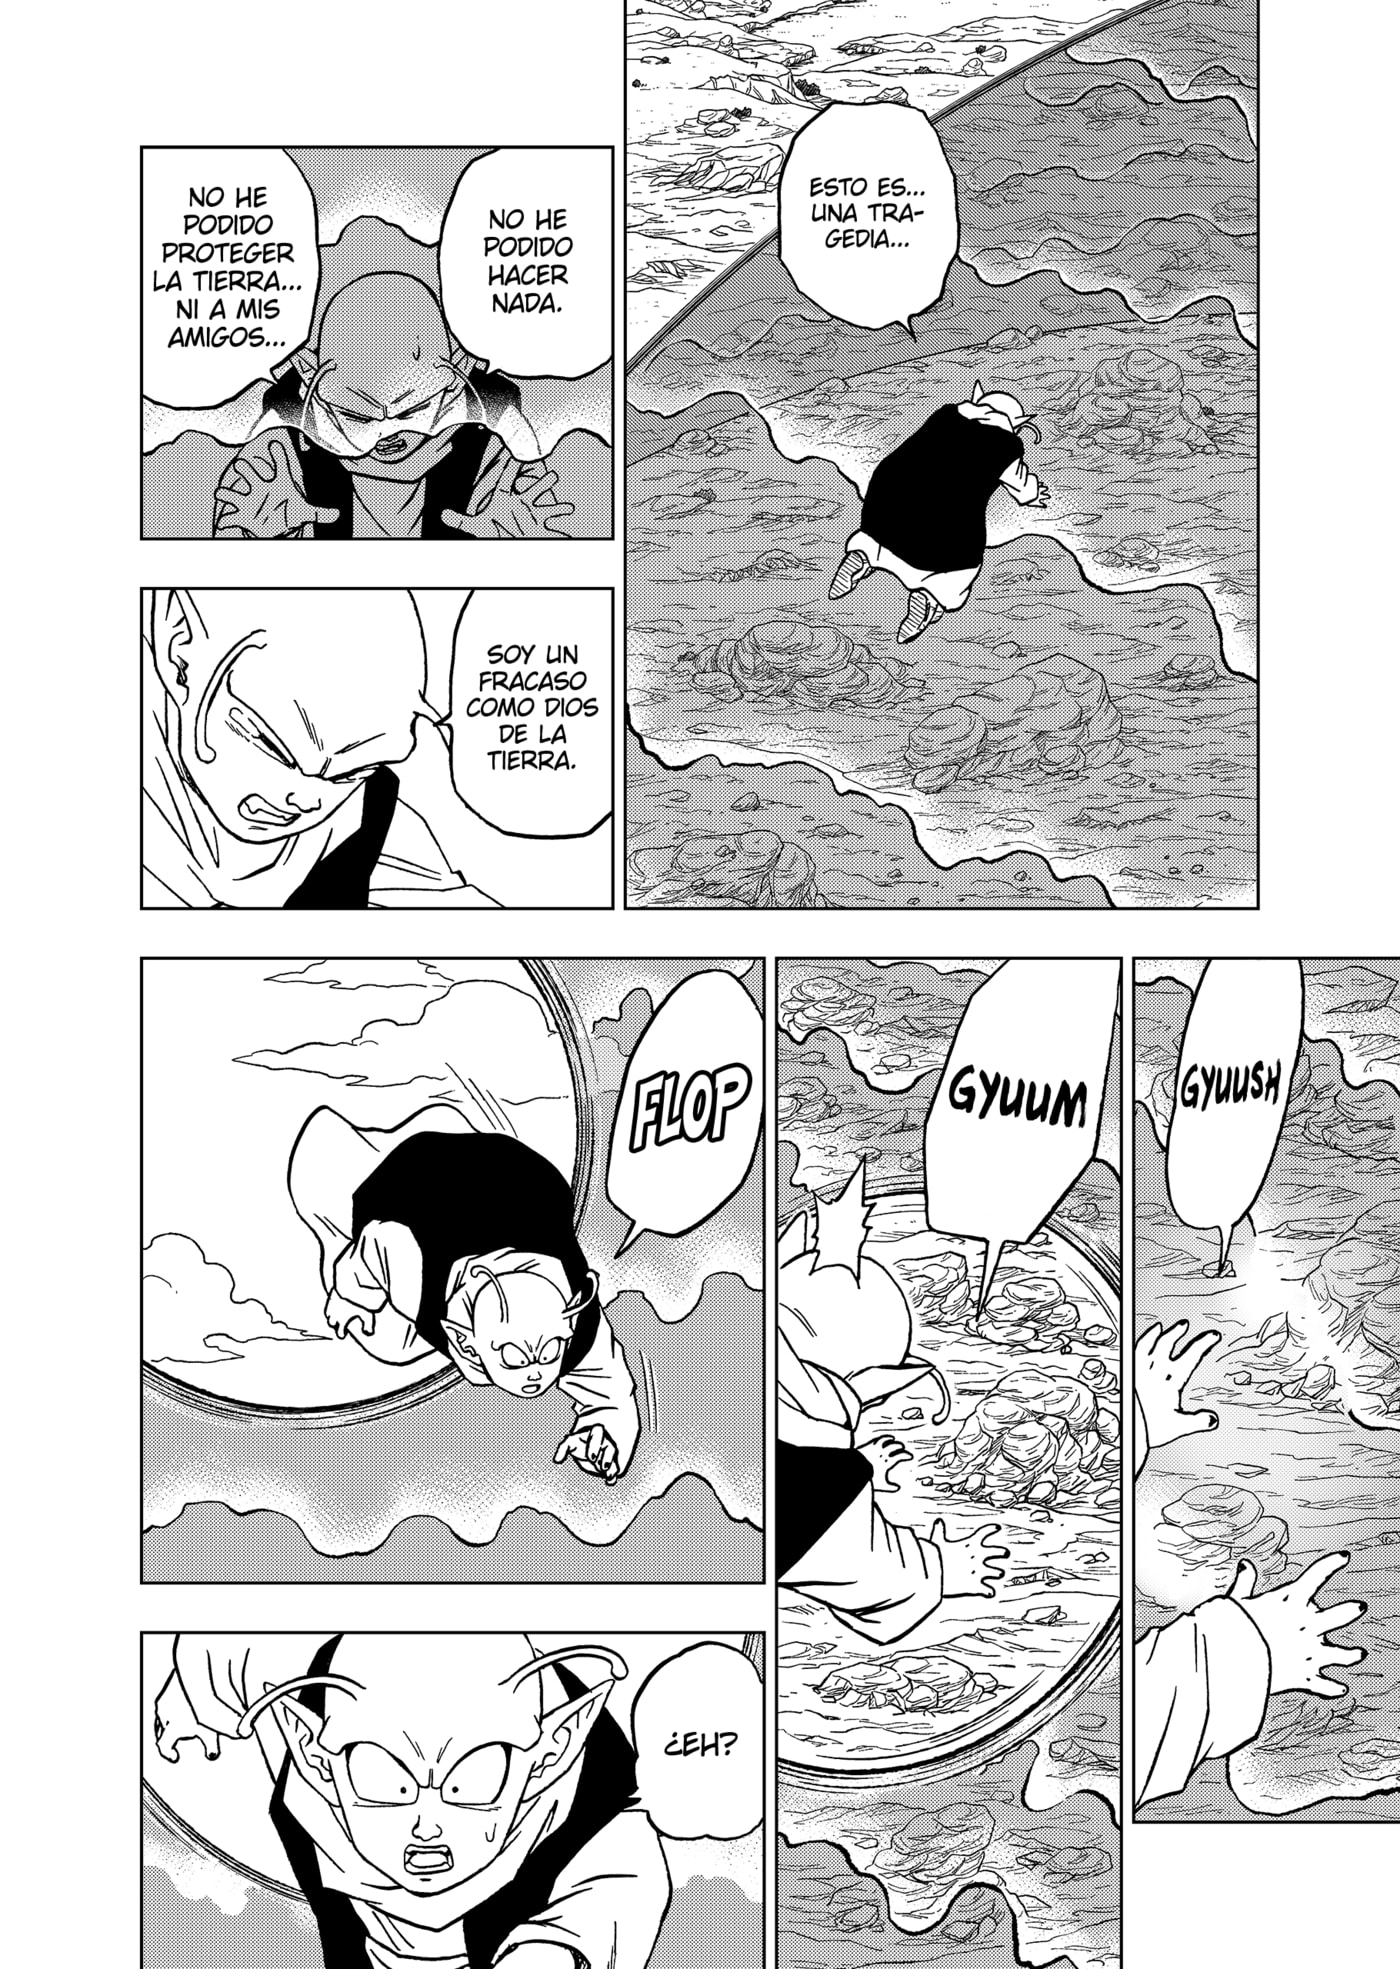 ESTO ES...
UNA TRA-
GEDIA...
NO HE
PODIDO
HACER
NADA.
NO HE
PODIDO
PROTEGER
LA TIERRA...
NI A MIS
AMIGOS...
SOY UN
FRACASO
COMO DIOS
DE LA
TIERRA.
GYUUSH
GYUUM
FLOP
¿EH?